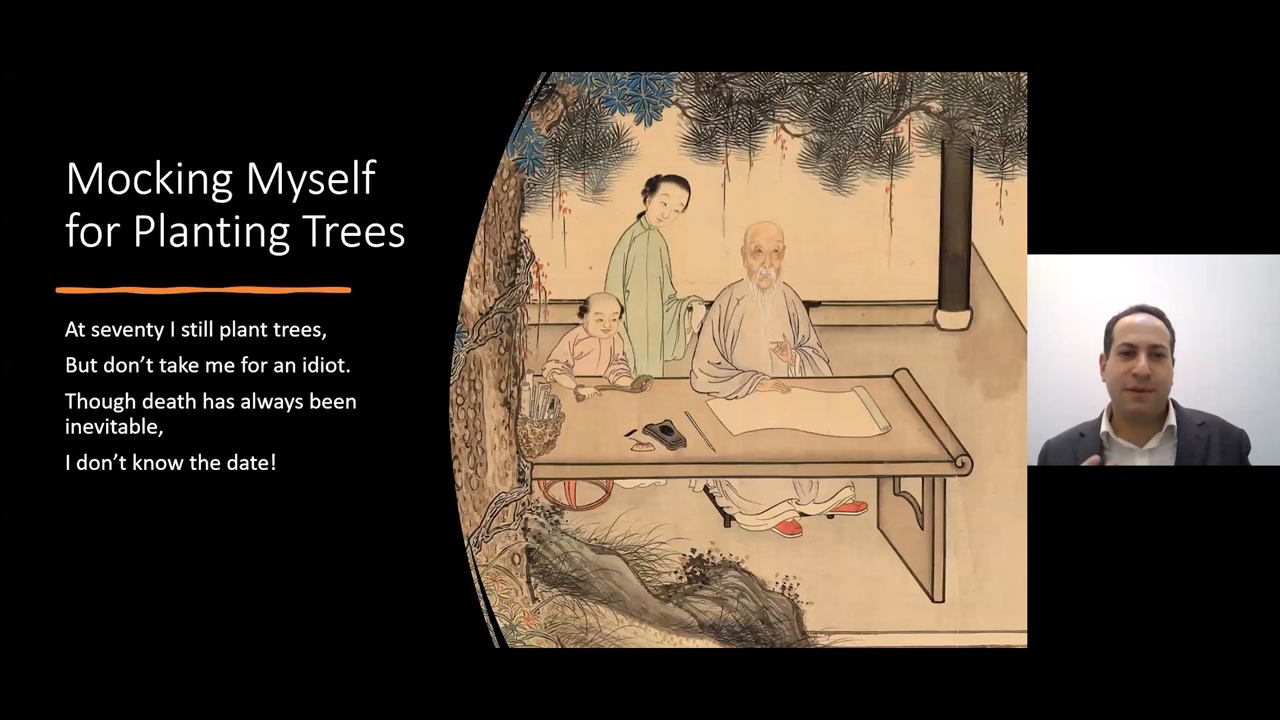 Mocking Myself
for Planting Trees
At seventy I still plant trees,
But don’t take me for an idiot.
Though death has always been
inevitable,
I don’t know the date!